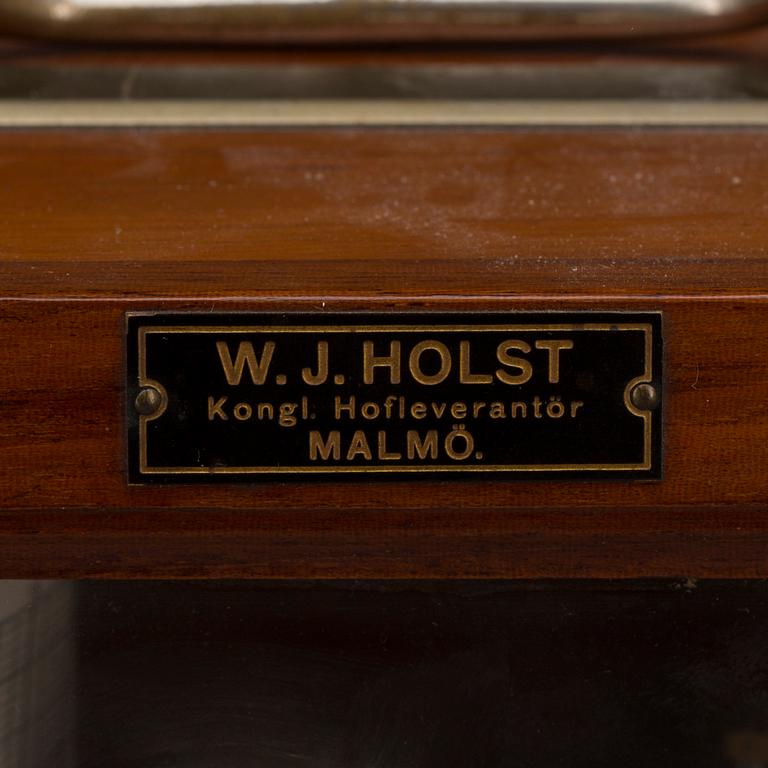 W. J. HOLST
Kongl. Hofleverantör
MALMÖ.